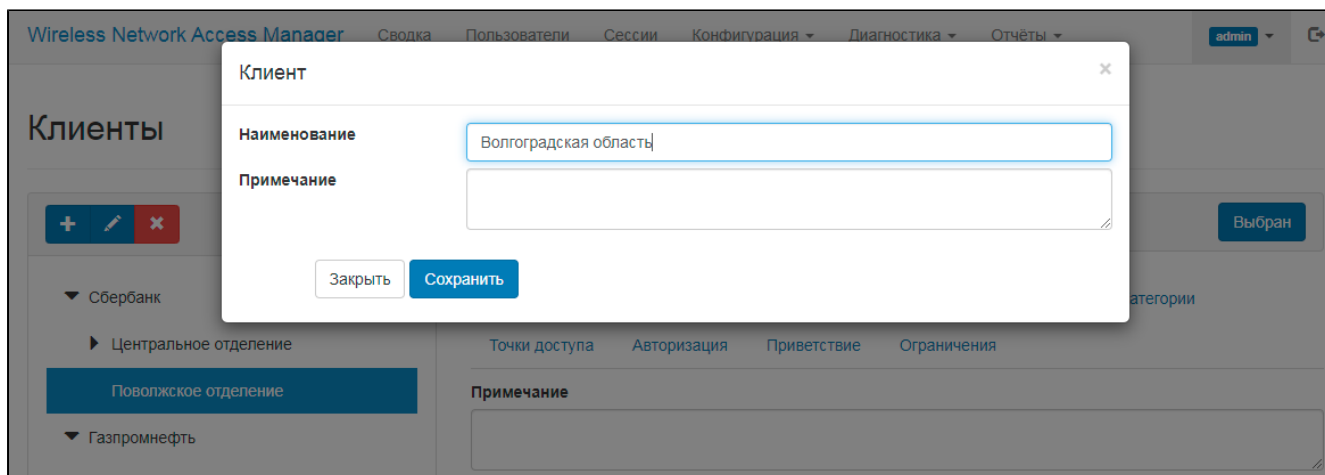 Wireless Network Access Manager Сводка Пользователи Сессии Конфигурация Диагностика Отчёты admin
Клиент ×
Клиенты
Наименование Волгоградская область
Примечание
Выбран
Закрыть Сохранить
Сбербанк
атегории
Центральное отделение
Точки доступа Авторизация Приветствие Ограничения
Поволжское отделение
Примечание
Газпромнефть